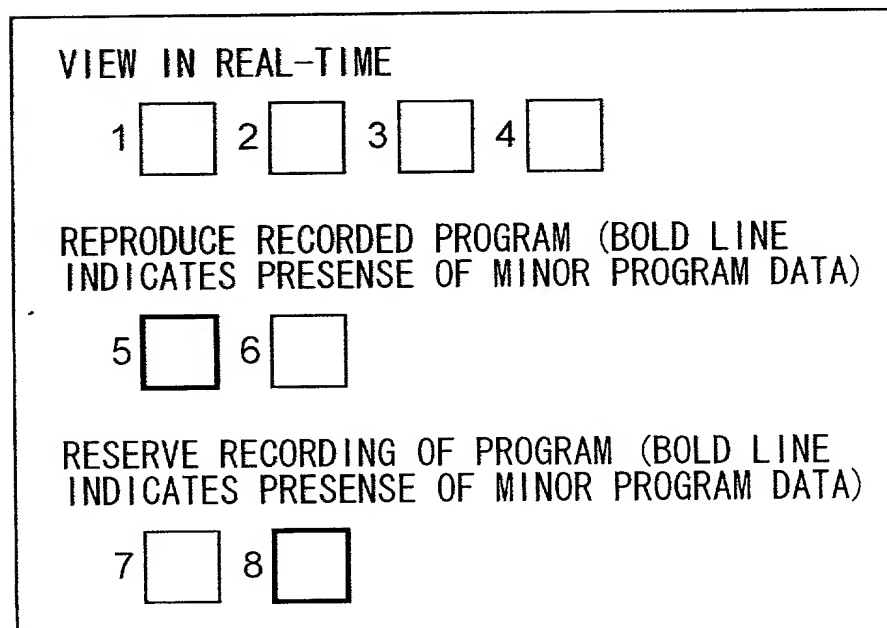 VIEW IN REAL-TIME
1 2 3 4
REPRODUCE RECORDED PROGRAM (BOLD LINE
INDICATES PRESENSE OF MINOR PROGRAM DATA)
5 6
RESERVE RECORDING OF PROGRAM (BOLD LINE
INDICATES PRESENSE OF MINOR PROGRAM DATA)
7 8